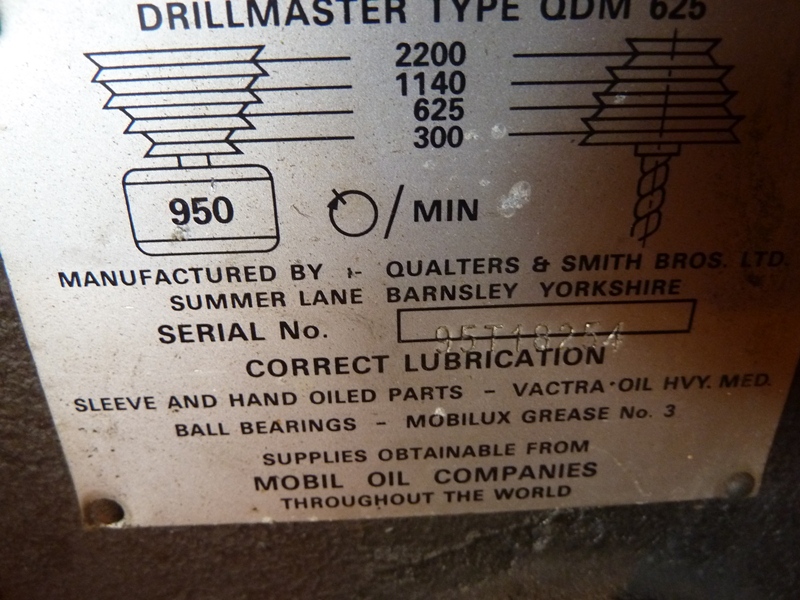 DRILLMASTER TYPE QDM 625
2200
1140
625
300
950 /MIN
MANUFACTURED BY :- QUALTERS & SMITH BROS. LTD.
SUMMER LANE BARNSLEY YORKSHIRE
SERIAL No. 95T18254
CORRECT LUBRICATION
SLEEVE AND HAND OILED PARTS - VACTRA OIL HVY. MED.
BALL BEARINGS - MOBILUX GREASE No. 3
SUPPLIES OBTAINABLE FROM
MOBIL OIL COMPANIES
THROUGHOUT THE WORLD